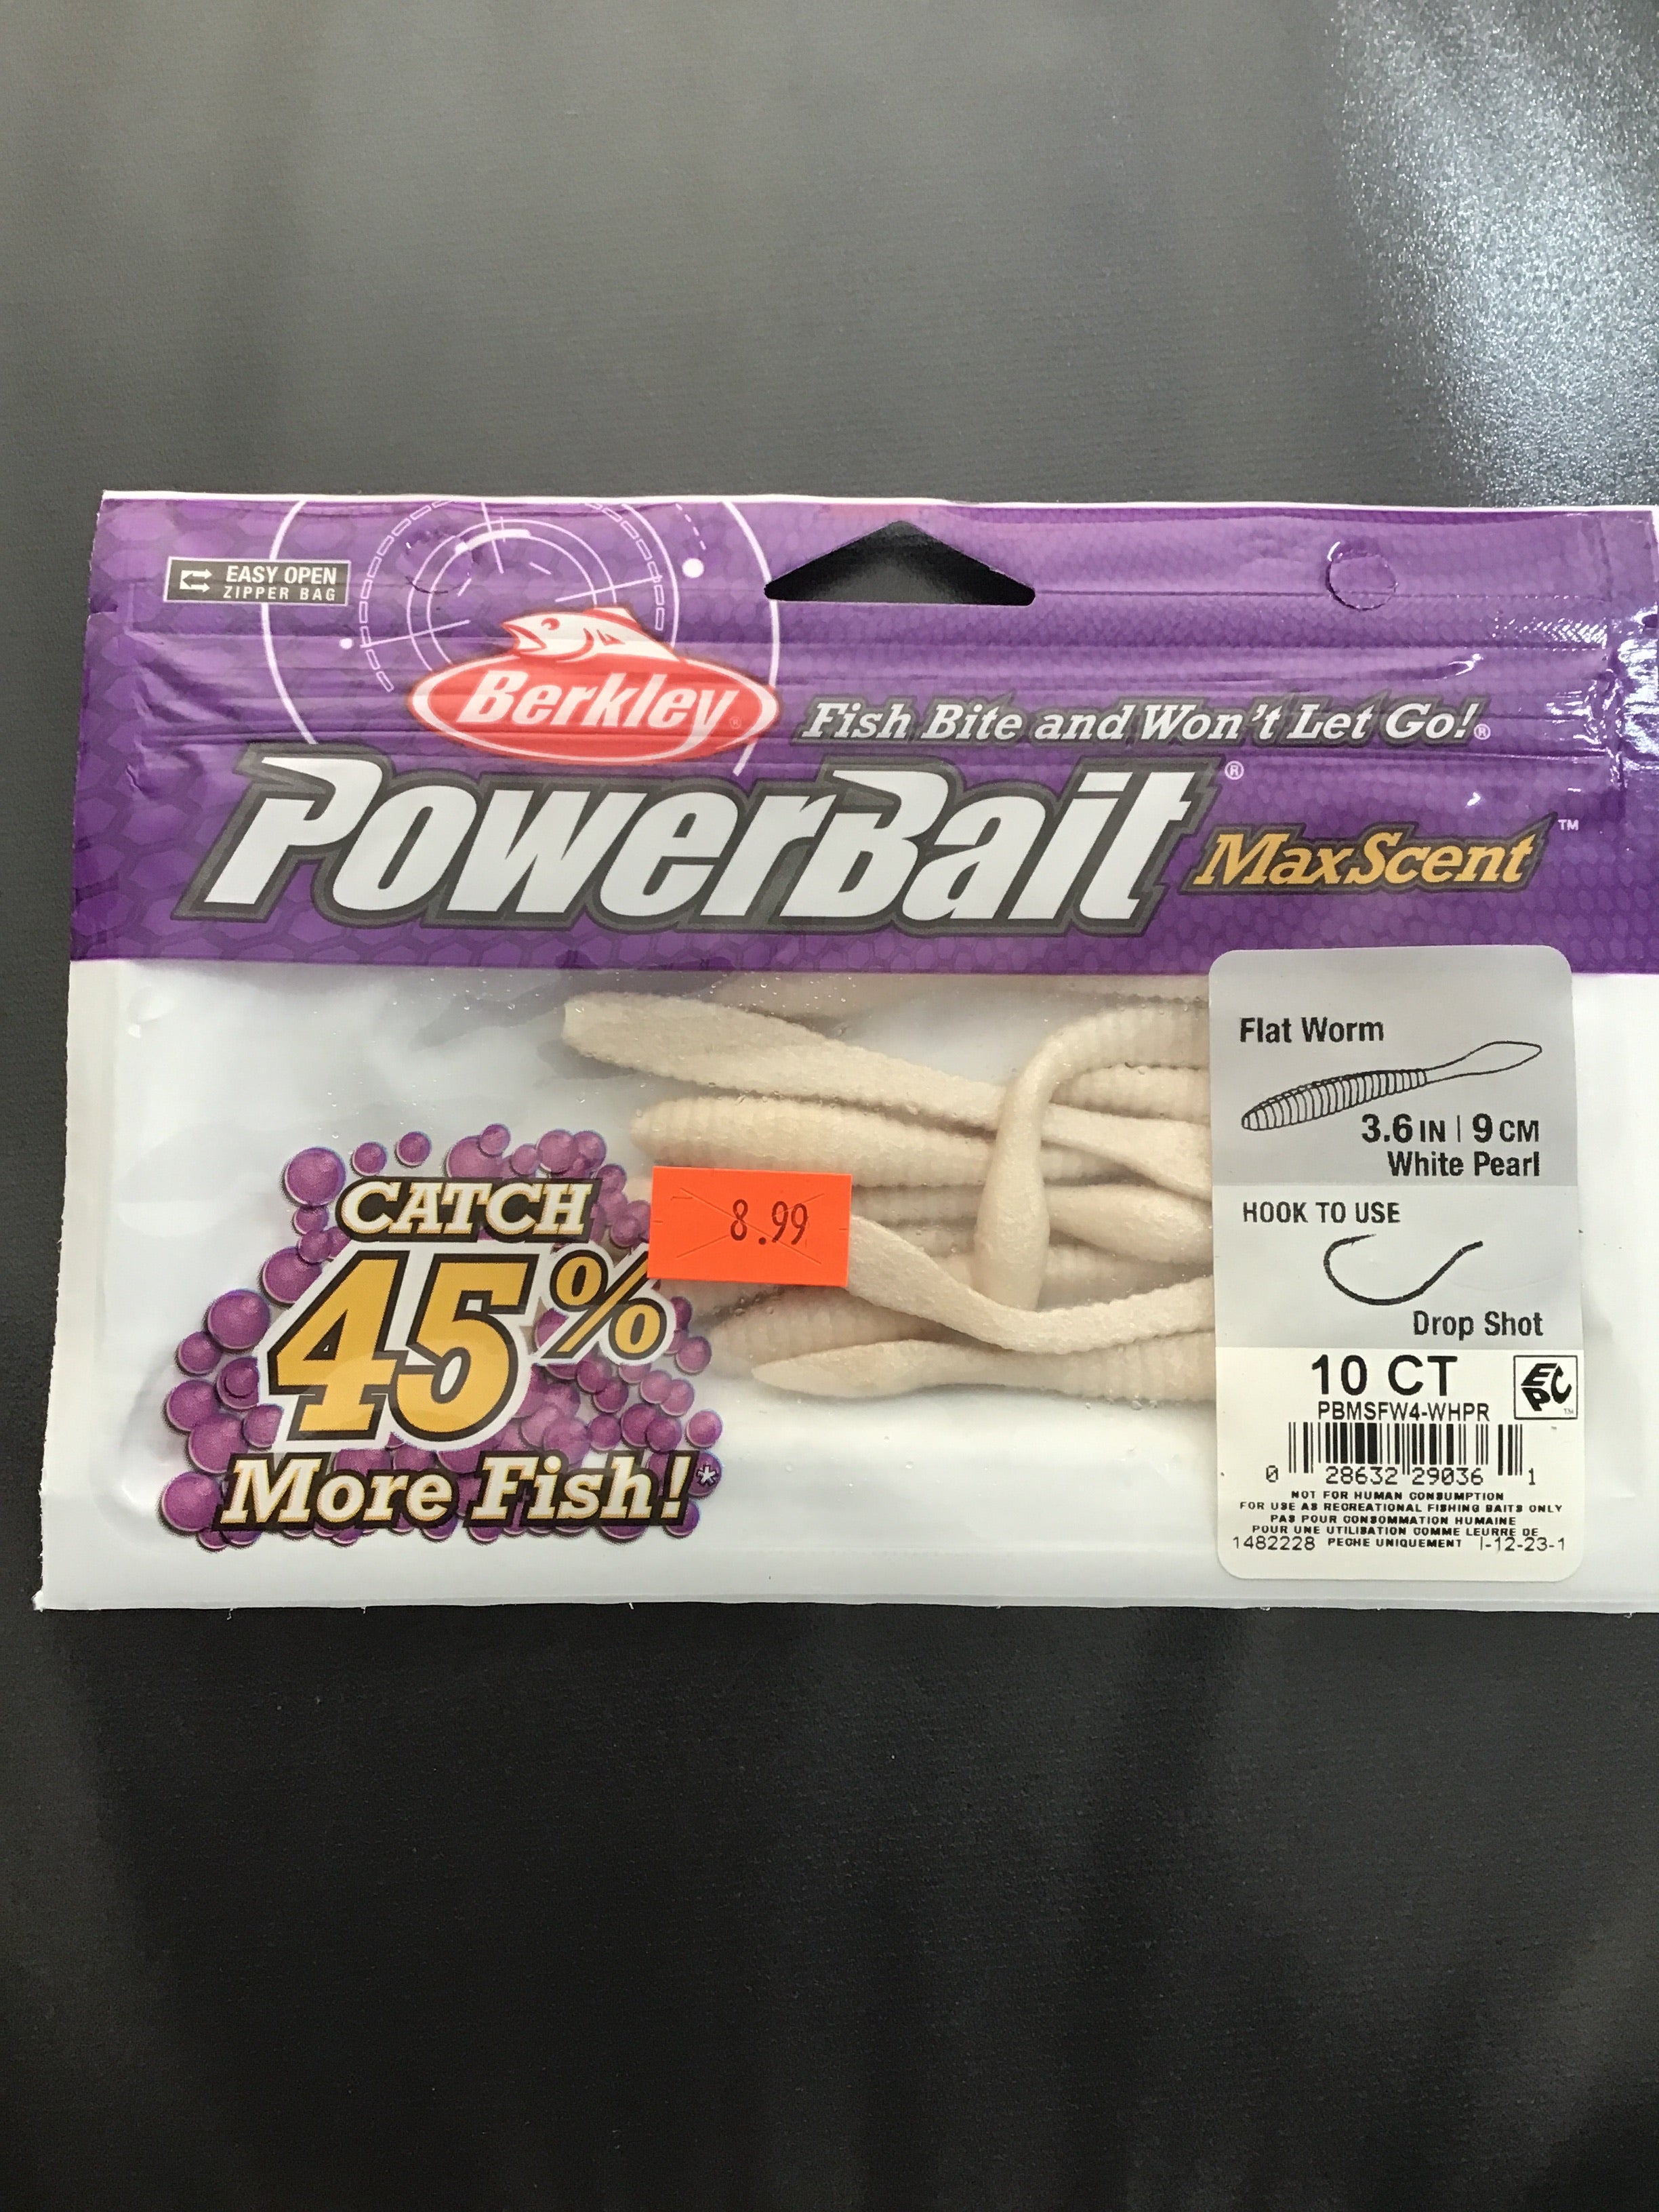 EASY OPEN
ZIPPER BAG
Berkley®
Fish Bite and Won't Let Go!®
PowerBait® MaxScent™
Flat Worm
3.6 IN | 9 CM
White Pearl
HOOK TO USE
Drop Shot
CATCH
45%
More Fish!*
8.99
10 CT
PBMSFW4-WHPR
EPC™
0 28632 29036 1
NOT FOR HUMAN CONSUMPTION
FOR USE AS RECREATIONAL FISHING BAITS ONLY
PAS POUR CONSOMMATION HUMAINE
POUR UNE UTILISATION COMME LEURRE DE
1482228 PECHE UNIQUEMENT I-12-23-1